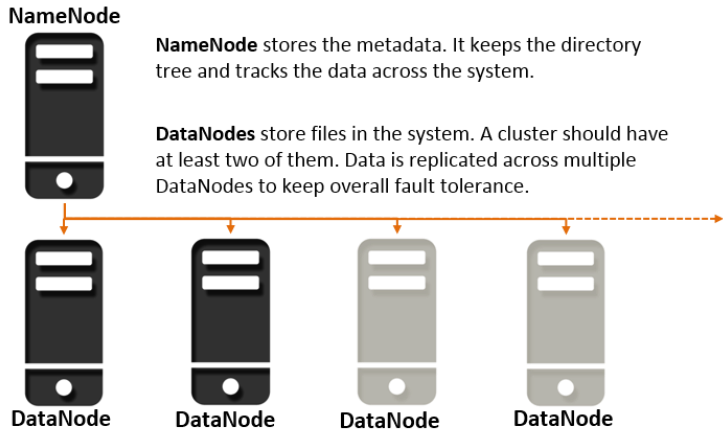 NameNode
NameNode stores the metadata. It keeps the directory
tree and tracks the data across the system.
DataNodes store files in the system. A cluster should have
at least two of them. Data is replicated across multiple
DataNodes to keep overall fault tolerance.
DataNode
DataNode
DataNode
DataNode